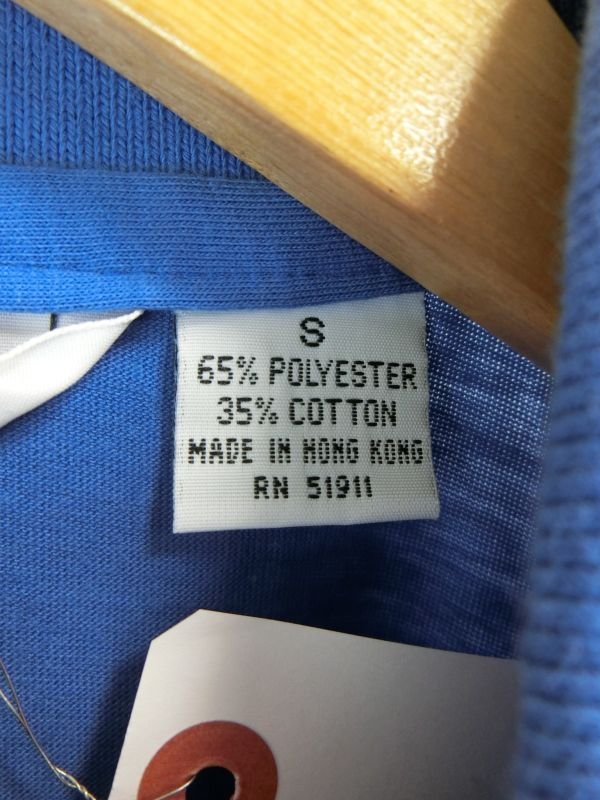 S
65% POLYESTER
35% COTTON
MADE IN HONG KONG
RN 51911